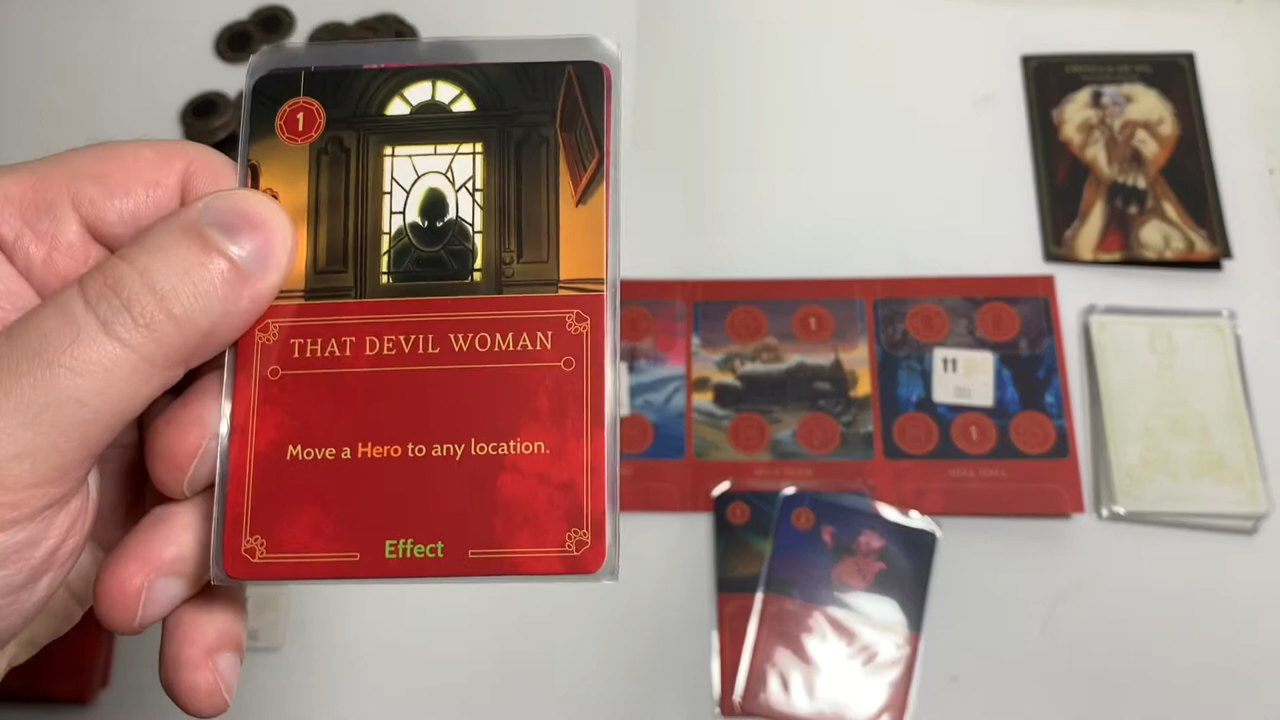 1
THAT DEVIL WOMAN
Move a Hero to any location.
Effect
1
11
1